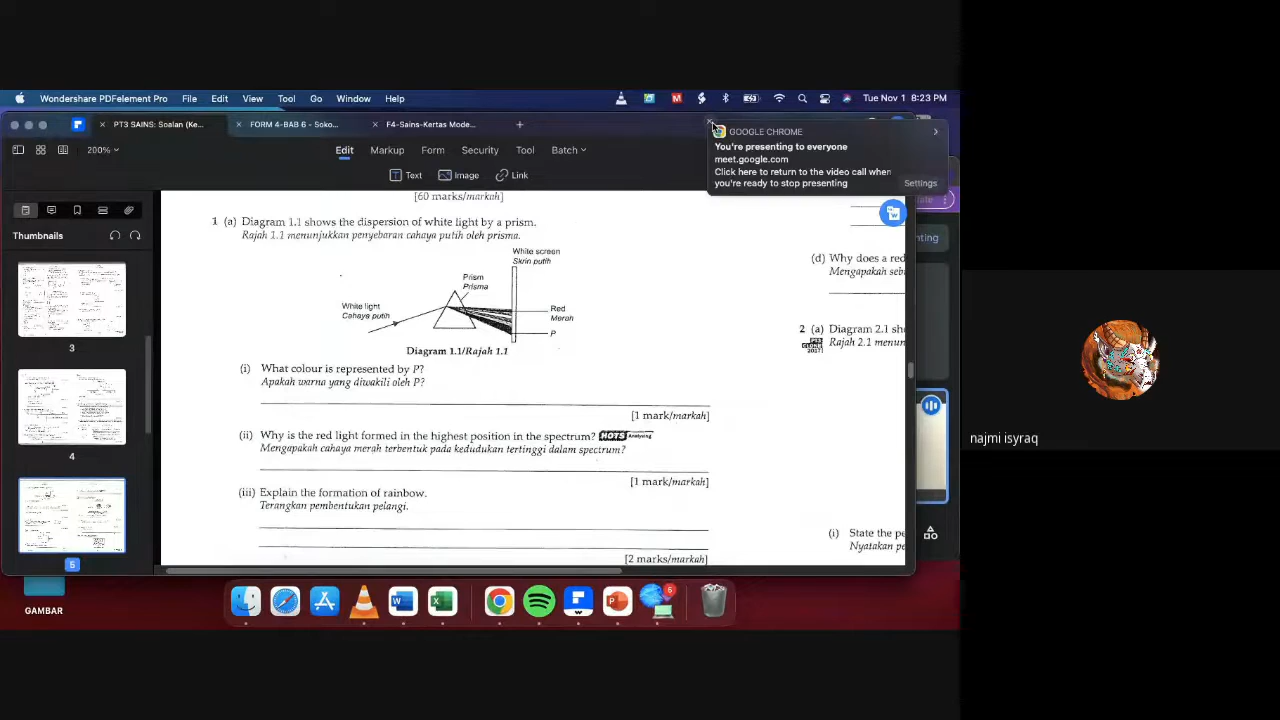 Wondershare PDFelement Pro File Edit View Tool Go Window Help
Tue Nov 1 8:23 PM
PT3 SAINS: Soalan (Ke...
FORM 4-BAB 6 - Soko...
F4-Sains-Kertas Mode...
GOOGLE CHROME
You're presenting to everyone
meet.google.com
Click here to return to the video call when
you're ready to stop presenting
Settings
200%
Edit Markup Form Security Tool Batch
Text Image Link
Thumbnails
3
4
5
[60 marks/markah]
1 (a) Diagram 1.1 shows the dispersion of white light by a prism.
Rajah 1.1 menunjukkan penyebaran cahaya putih oleh prisma.
White screen
Skrin putih
Prism
Prisma
White light
Cahaya putih
Red
Merah
P
Diagram 1.1/Rajah 1.1
(i) What colour is represented by P?
Apakah warna yang diwakili oleh P?
[1 mark/markah]
(ii) Why is the red light formed in the highest position in the spectrum? HOTS Analysing
Mengapakah cahaya merah terbentuk pada kedudukan tertinggi dalam spectrum?
[1 mark/markah]
(iii) Explain the formation of rainbow.
Terangkan pembentukan pelangi.
[2 marks/markah]
(d) Why does a red
Mengapakah seb
2 (a) Diagram 2.1 sh
Rajah 2.1 menun
PT3
CLONE
2017
(i) State the pe
Nyatakan pe
nting
GAMBAR
5
najmi isyraq